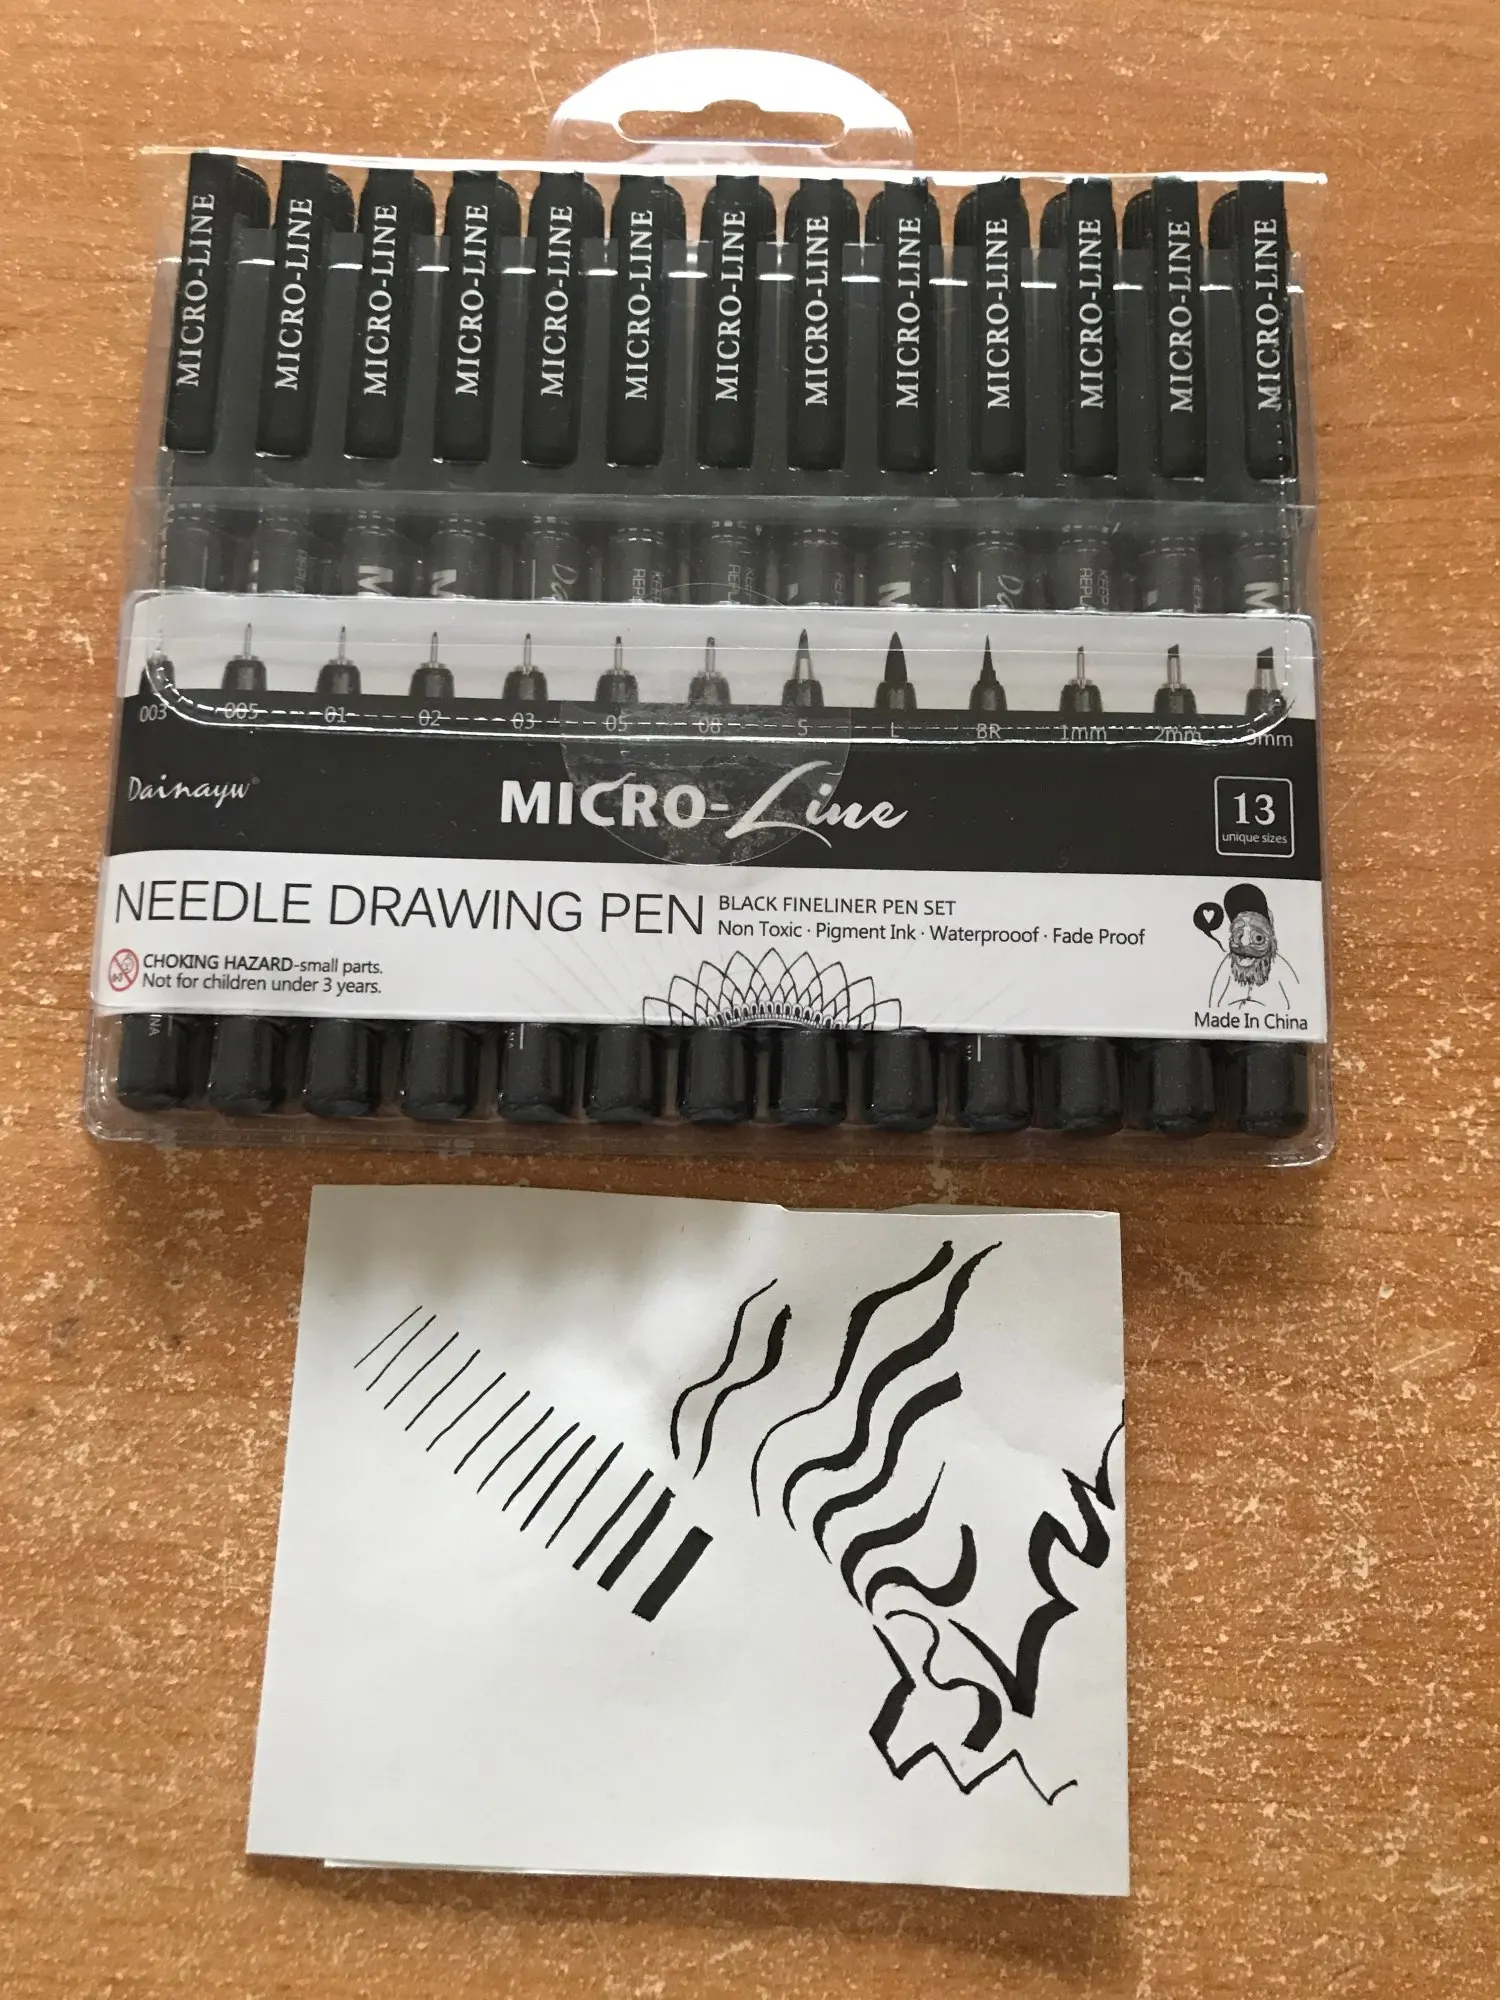 MICRO-LINE MICRO-LINE MICRO-LINE MICRO-LINE MICRO-LINE MICRO-LINE MICRO-LINE MICRO-LINE MICRO-LINE MICRO-LINE MICRO-LINE MICRO-LINE MICRO-LINE
003 005 01 02 03 05 08 S L BR 1mm 2mm 3mm
Dainayw®
MICRO-Line
13
unique sizes
NEEDLE DRAWING PEN
BLACK FINELINER PEN SET
Non Toxic · Pigment Ink · Waterprooof · Fade Proof
CHOKING HAZARD-small parts.
Not for children under 3 years.
Made In China